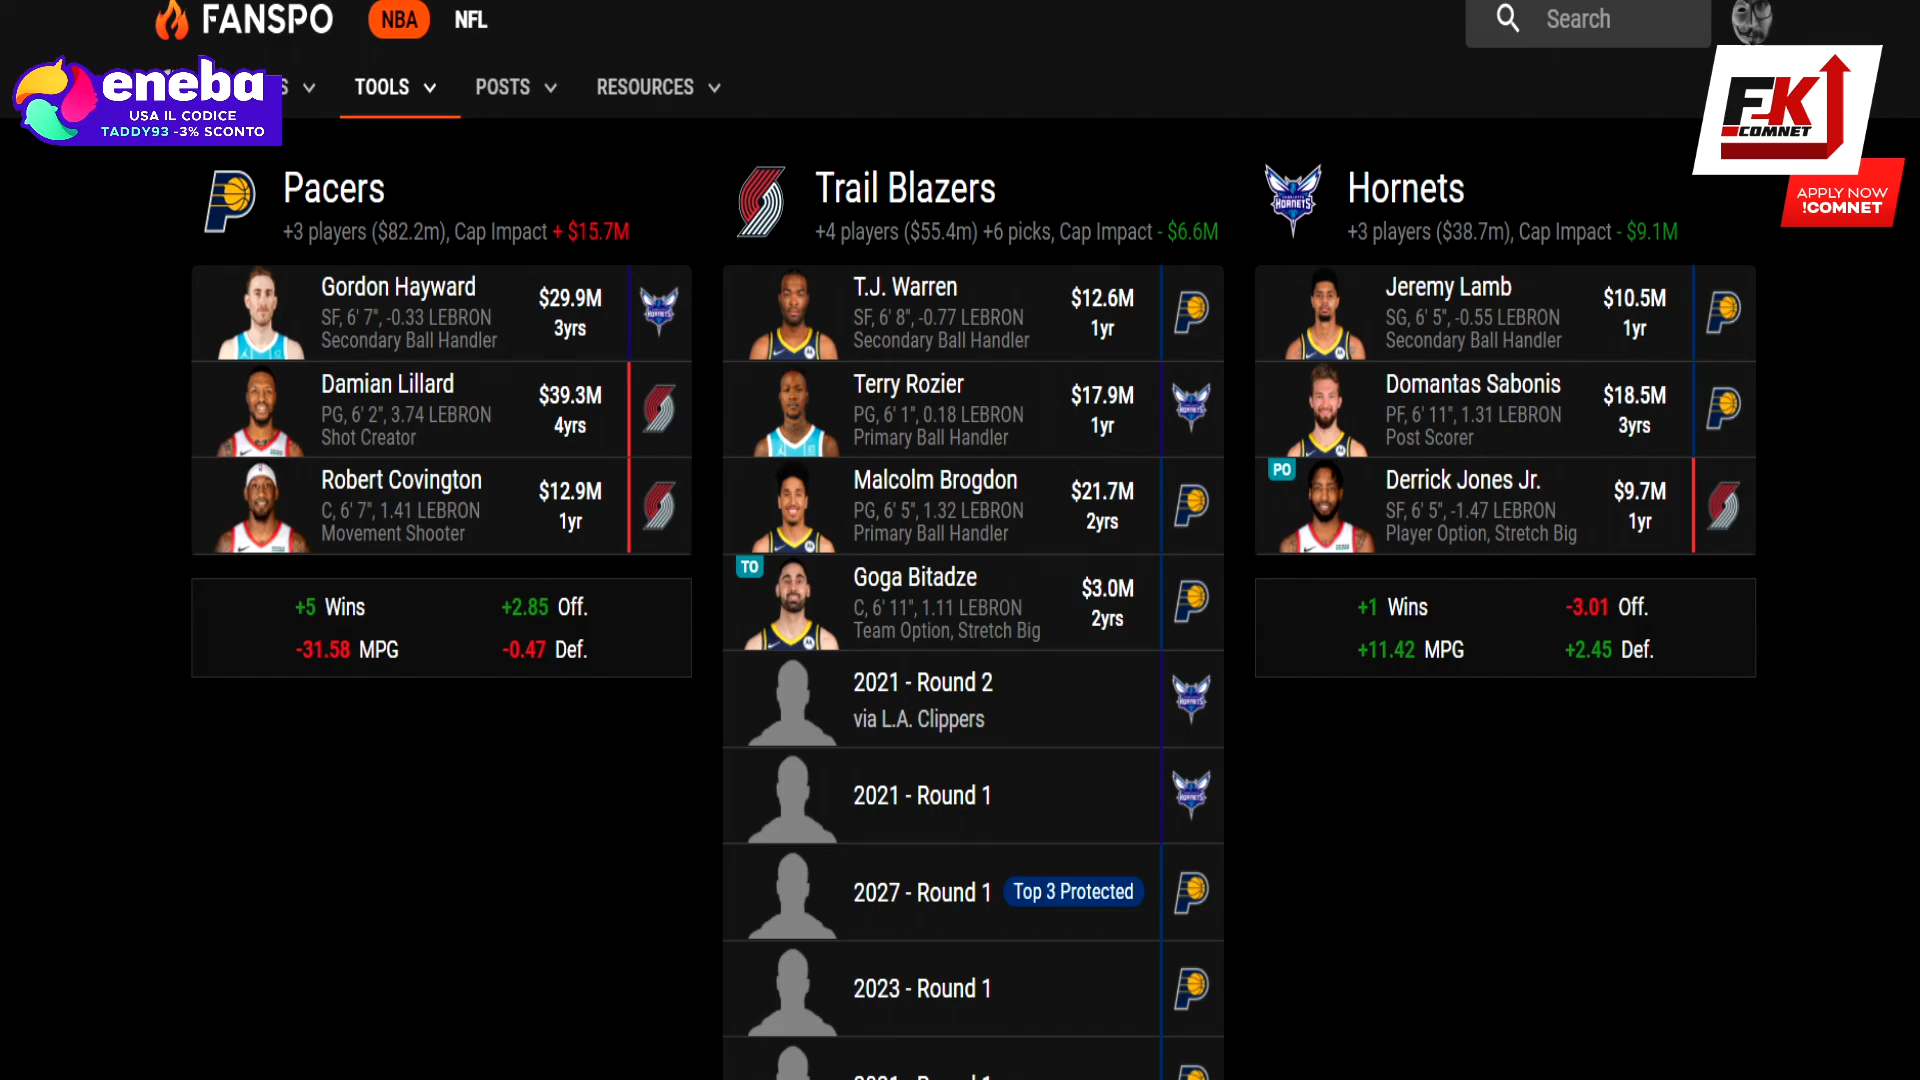 FANSPO
NBA
NFL
Search
eneba
USA IL CODICE
TADDY93 -3% SCONTO
S
TOOLS
POSTS
RESOURCES
EK
COMNET
APPLY NOW
!COMNET
Pacers
+3 players ($82.2m), Cap Impact + $15.7M
Gordon Hayward
SF, 6' 7", -0.33 LEBRON
Secondary Ball Handler
$29.9M
3yrs
Damian Lillard
PG, 6' 2", 3.74 LEBRON
Shot Creator
$39.3M
4yrs
Robert Covington
C, 6' 7", 1.41 LEBRON
Movement Shooter
$12.9M
1yr
+5 Wins
+2.85 Off.
-31.58 MPG
-0.47 Def.
Trail Blazers
+4 players ($55.4m) +6 picks, Cap Impact - $6.6M
T.J. Warren
SF, 6' 8", -0.77 LEBRON
Secondary Ball Handler
$12.6M
1yr
Terry Rozier
PG, 6' 1", 0.18 LEBRON
Primary Ball Handler
$17.9M
1yr
Malcolm Brogdon
PG, 6' 5", 1.32 LEBRON
Primary Ball Handler
$21.7M
2yrs
TO
Goga Bitadze
C, 6' 11", 1.11 LEBRON
Team Option, Stretch Big
$3.0M
2yrs
2021 - Round 2
via L.A. Clippers
2021 - Round 1
2027 - Round 1 Top 3 Protected
2023 - Round 1
Hornets
+3 players ($38.7m), Cap Impact - $9.1M
Jeremy Lamb
SG, 6' 5", -0.55 LEBRON
Secondary Ball Handler
$10.5M
1yr
Domantas Sabonis
PF, 6' 11", 1.31 LEBRON
Post Scorer
$18.5M
3yrs
PO
Derrick Jones Jr.
SF, 6' 5", -1.47 LEBRON
Player Option, Stretch Big
$9.7M
1yr
+1 Wins
-3.01 Off.
+11.42 MPG
+2.45 Def.